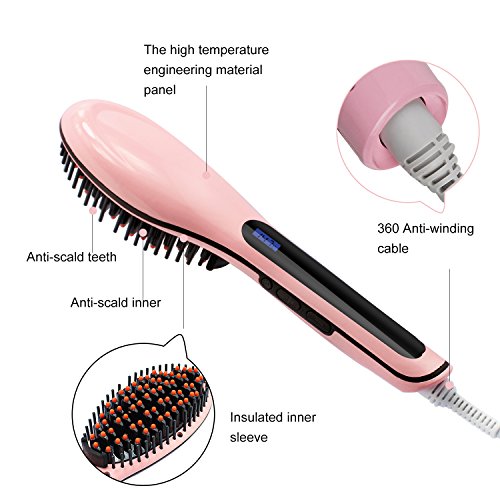 The high temperature
engineering material
panel
360 Anti-winding
cable
Anti-scald teeth
Anti-scald inner
Insulated inner
sleeve